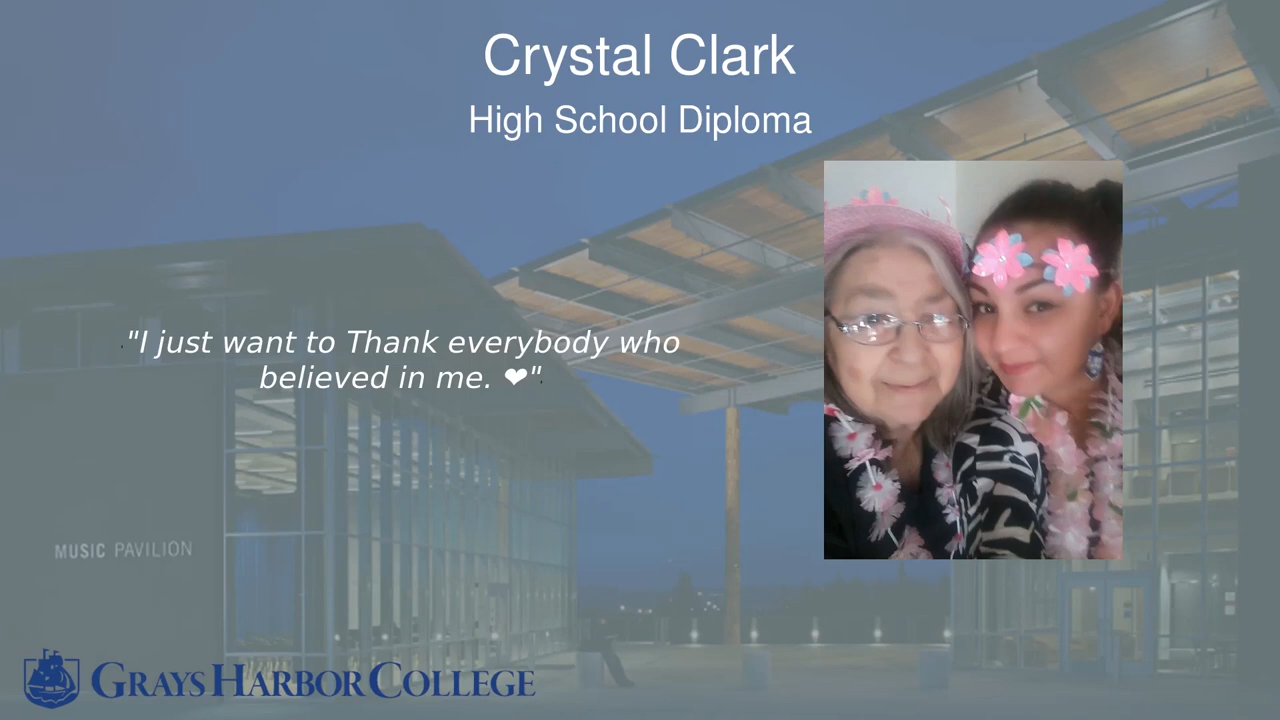 Crystal Clark
High School Diploma
"I just want to Thank everybody who
believed in me. ❤"
MUSIC PAVILION
GRAYS HARBOR COLLEGE